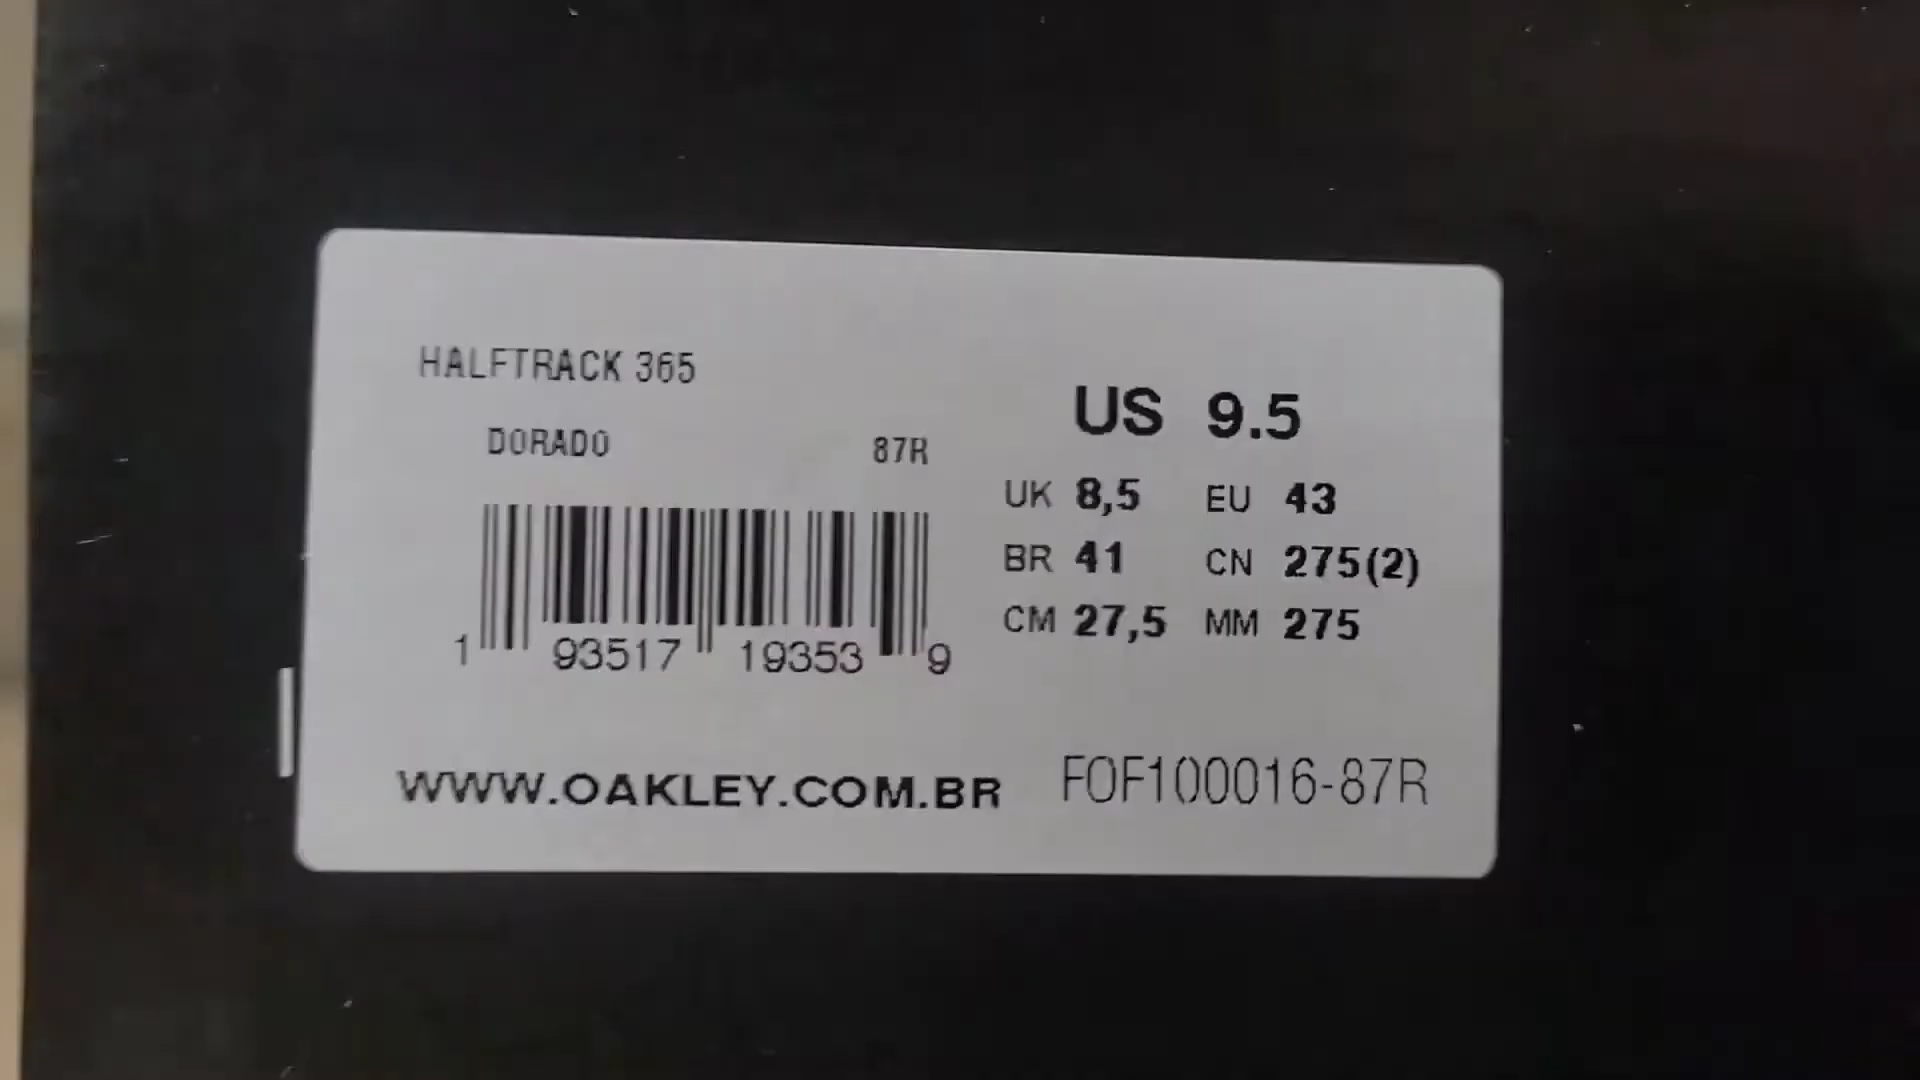 HALFTRACK 365
DORADO 87R
US 9.5
UK 8,5 EU 43
BR 41 CN 275(2)
CM 27,5 MM 275
1 93517 19353 9
WWW.OAKLEY.COM.BR FOF100016-87R